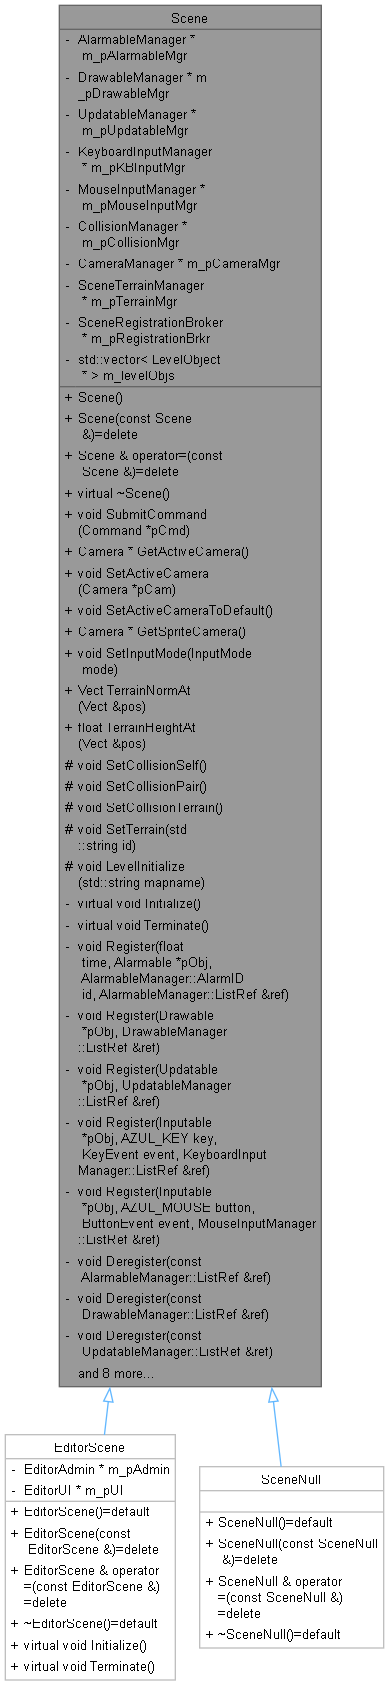 Scene
- AlarmableManager *
m_pAlarmableMgr
- DrawableManager * m
_pDrawableMgr
- UpdatableManager *
m_pUpdatableMgr
- KeyboardInputManager
* m_pKBInputMgr
- MouseInputManager *
m_pMouseInputMgr
- CollisionManager *
m_pCollisionMgr
- CameraManager * m_pCameraMgr
- SceneTerrainManager
* m_pTerrainMgr
- SceneRegistrationBroker
* m_pRegistrationBrkr
- std::vector< LevelObject
* > m_levelObjs
+ Scene()
+ Scene(const Scene
&)=delete
+ Scene & operator=(const
Scene &)=delete
+ virtual ~Scene()
+ void SubmitCommand
(Command *pCmd)
+ Camera * GetActiveCamera()
+ void SetActiveCamera
(Camera *pCam)
+ void SetActiveCameraToDefault()
+ Camera * GetSpriteCamera()
+ void SetInputMode(InputMode
mode)
+ Vect TerrainNormAt
(Vect &pos)
+ float TerrainHeightAt
(Vect &pos)
# void SetCollisionSelf()
# void SetCollisionPair()
# void SetCollisionTerrain()
# void SetTerrain(std
::string id)
# void LevelInitialize
(std::string mapname)
- virtual void Initialize()
- virtual void Terminate()
- void Register(float
time, Alarmable *pObj,
AlarmableManager::AlarmID
id, AlarmableManager::ListRef &ref)
- void Register(Drawable
*pObj, DrawableManager
::ListRef &ref)
- void Register(Updatable
*pObj, UpdatableManager
::ListRef &ref)
- void Register(Inputable
*pObj, AZUL_KEY key,
KeyEvent event, KeyboardInput
Manager::ListRef &ref)
- void Register(Inputable
*pObj, AZUL_MOUSE button,
ButtonEvent event, MouseInputManager
::ListRef &ref)
- void Deregister(const
AlarmableManager::ListRef &ref)
- void Deregister(const
DrawableManager::ListRef &ref)
- void Deregister(const
UpdatableManager::ListRef &ref)
and 8 more...
EditorScene
- EditorAdmin * m_pAdmin
- EditorUI * m_pUI
+ EditorScene()=default
+ EditorScene(const
EditorScene &)=delete
+ EditorScene & operator
=(const EditorScene &)
=delete
+ ~EditorScene()=default
+ virtual void Initialize()
+ virtual void Terminate()
SceneNull
+ SceneNull()=default
+ SceneNull(const SceneNull
&)=delete
+ SceneNull & operator
=(const SceneNull &)
=delete
+ ~SceneNull()=default